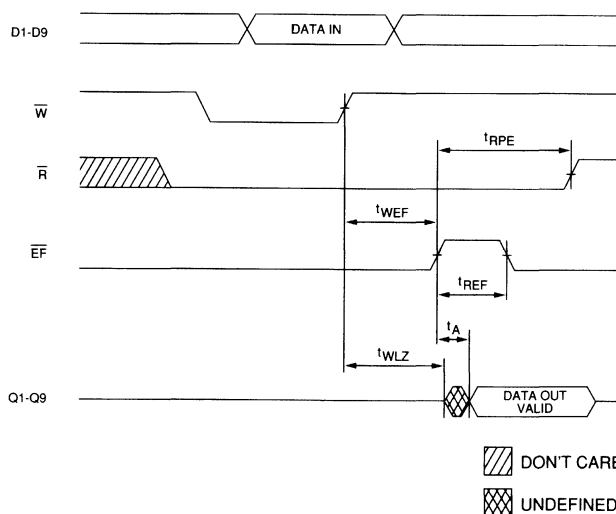 D1-D9
DATA IN
W
tRPE
R
tWEF
EF
tREF
tA
tWLZ
Q1-Q9
DATA OUT
VALID
DON'T CARE
UNDEFINED